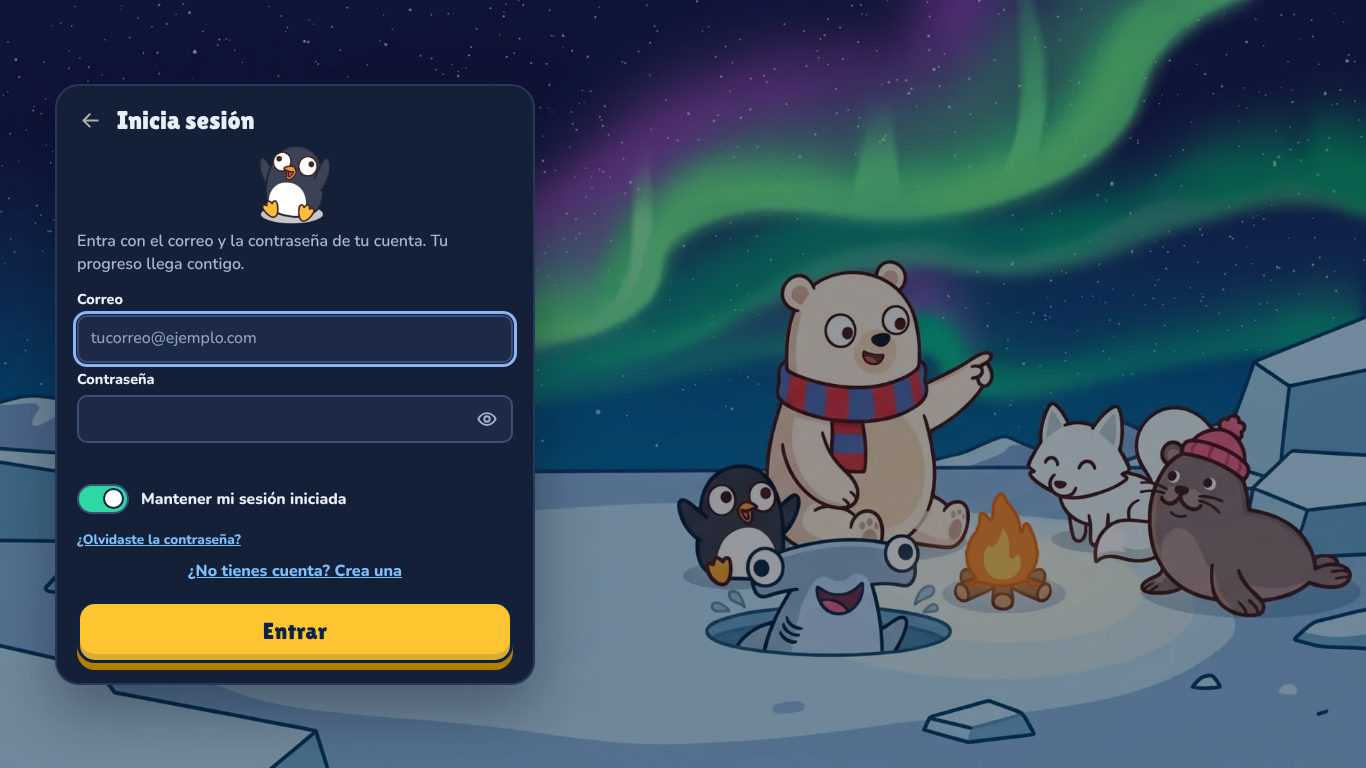 Inicia sesión
Entra con el correo y la contraseña de tu cuenta. Tu
progreso llega contigo.
Correo
tucorreo@ejemplo.com
Contraseña
Mantener mi sesión iniciada
¿Olvidaste la contraseña?
¿No tienes cuenta? Crea una
Entrar